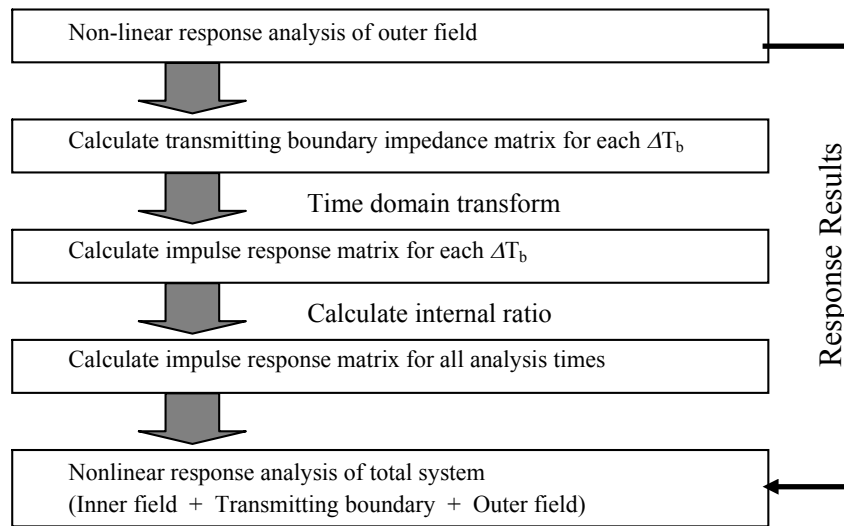 Non-linear response analysis of outer field
Calculate transmitting boundary impedance matrix for each ΔTb
Time domain transform
Calculate impulse response matrix for each ΔTb
Calculate internal ratio
Calculate impulse response matrix for all analysis times
Nonlinear response analysis of total system
(Inner field + Transmitting boundary + Outer field)
Response Results